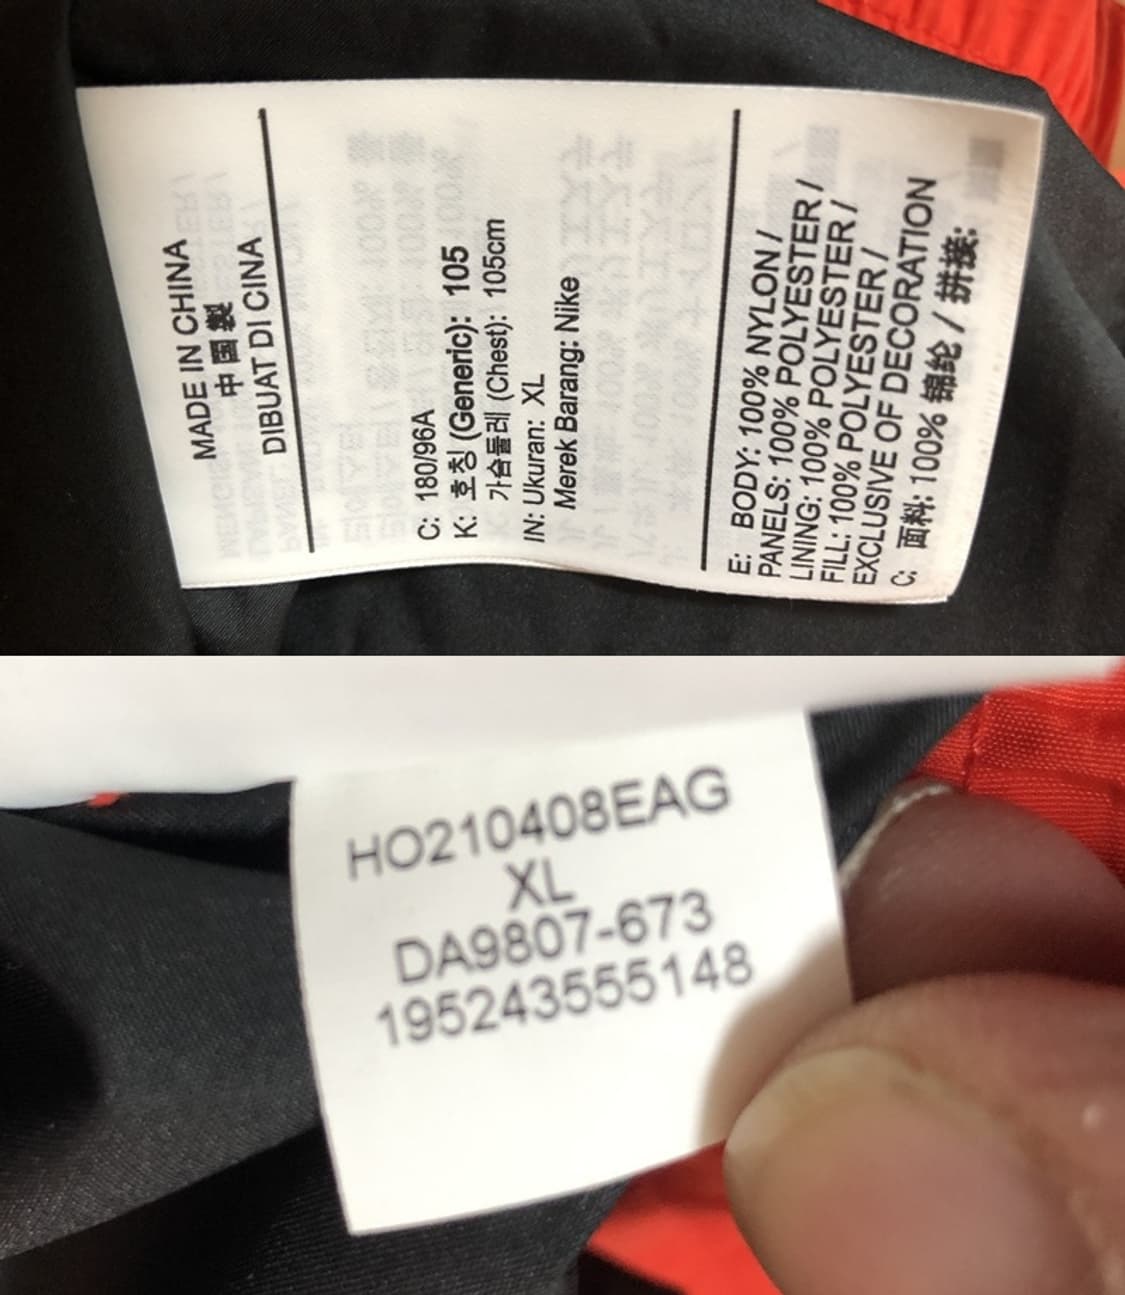 MADE IN CHINA
中国製
DIBUAT DI CINA
C: 180/96A
K: 호칭 (Generic): 105
가슴둘레 (Chest): 105cm
IN: Ukuran: XL
Merek Barang: Nike
E: BODY: 100% NYLON /
PANELS: 100% POLYESTER /
LINING: 100% POLYESTER /
FILL: 100% POLYESTER /
EXCLUSIVE OF DECORATION
C: 面料: 100% 锦纶 / 拼接:
HO210408EAG
XL
DA9807-673
195243555148